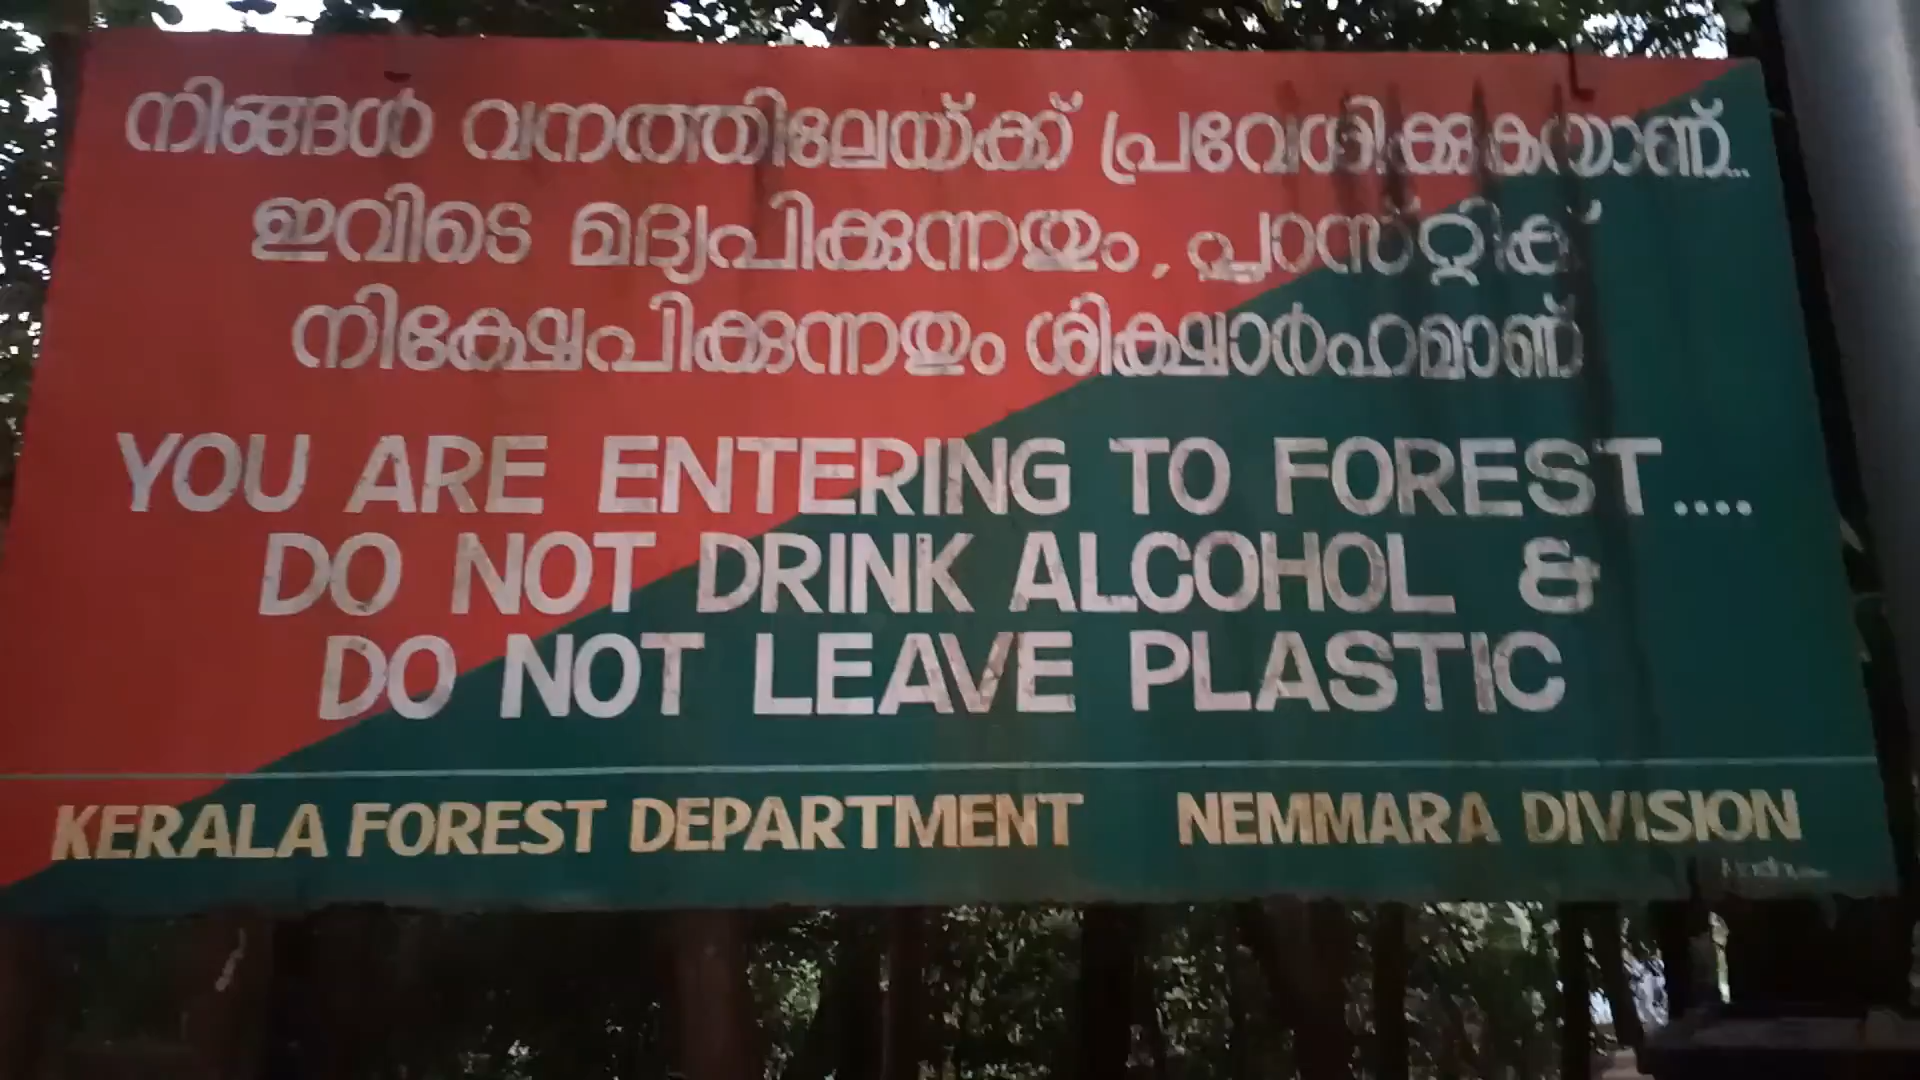 നിങ്ങൾ വനത്തിലേയ്ക്ക് പ്രവേശിക്കുകയാണ്...
ഇവിടെ മദ്യപിക്കുന്നതും, പ്ലാസ്റ്റിക്
നിക്ഷേപിക്കുന്നതും ശിക്ഷാർഹമാണ്
YOU ARE ENTERING TO FOREST....
DO NOT DRINK ALCOHOL &
DO NOT LEAVE PLASTIC
KERALA FOREST DEPARTMENT NEMMARA DIVISION